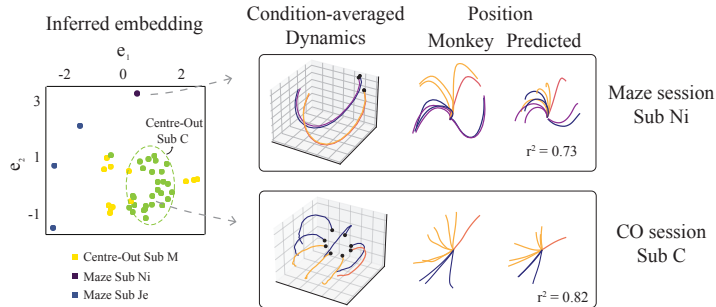 Inferred embedding
e1
-2 0 2
3
1
-1
e2
Centre-Out
Sub C
Centre-Out Sub M
Maze Sub Ni
Maze Sub Je
Condition-averaged
Dynamics
Position
Monkey Predicted
r² = 0.73
Maze session
Sub Ni
r² = 0.82
CO session
Sub C